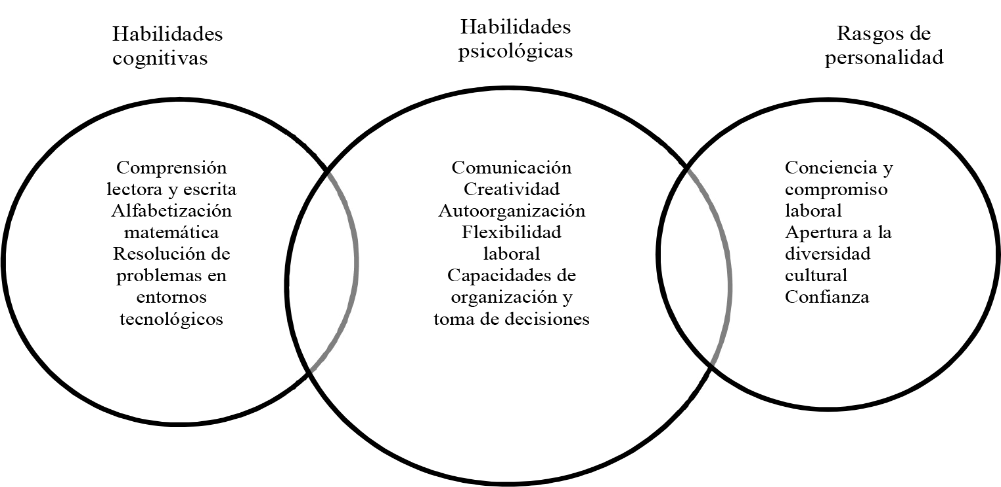 Habilidades
cognitivas
Habilidades
psicológicas
Rasgos de
personalidad
Comprensión
lectora y escrita
Alfabetización
matemática
Resolución de
problemas en
entornos
tecnológicos
Comunicación
Creatividad
Autoorganización
Flexibilidad
laboral
Capacidades de
organización y
toma de decisiones
Conciencia y
compromiso
laboral
Apertura a la
diversidad
cultural
Confianza